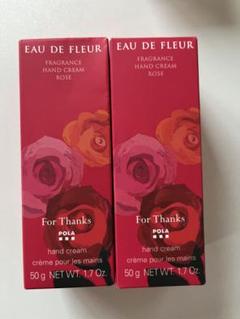 EAU DE FLEUR
FRAGRANCE
HAND CREAM
ROSE
For Thanks
POLA
hand cream
crème pour les mains
50 g NET WT. 1.7 Oz.
EAU DE FLEUR
FRAGRANCE
HAND CREAM
ROSE
For Thanks
POLA
hand cream
crème pour les mains
50 g NET WT. 1.7 Oz.